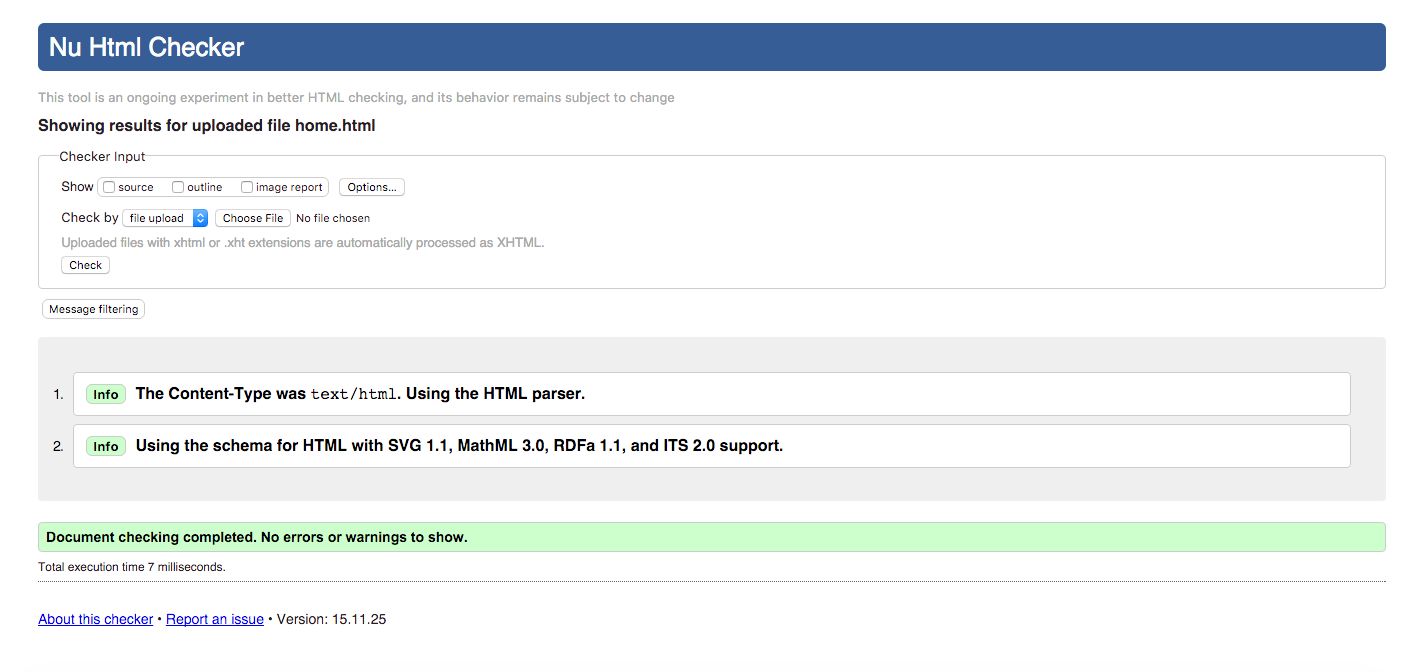 Nu Html Checker
This tool is an ongoing experiment in better HTML checking, and its behavior remains subject to change
Showing results for uploaded file home.html
Checker Input
Show source outline image report Options...
Check by file upload Choose File No file chosen
Uploaded files with xhtml or .xht extensions are automatically processed as XHTML.
Check
Message filtering
1. Info The Content-Type was text/html. Using the HTML parser.
2. Info Using the schema for HTML with SVG 1.1, MathML 3.0, RDFa 1.1, and ITS 2.0 support.
Document checking completed. No errors or warnings to show.
Total execution time 7 milliseconds.
About this checker • Report an issue • Version: 15.11.25